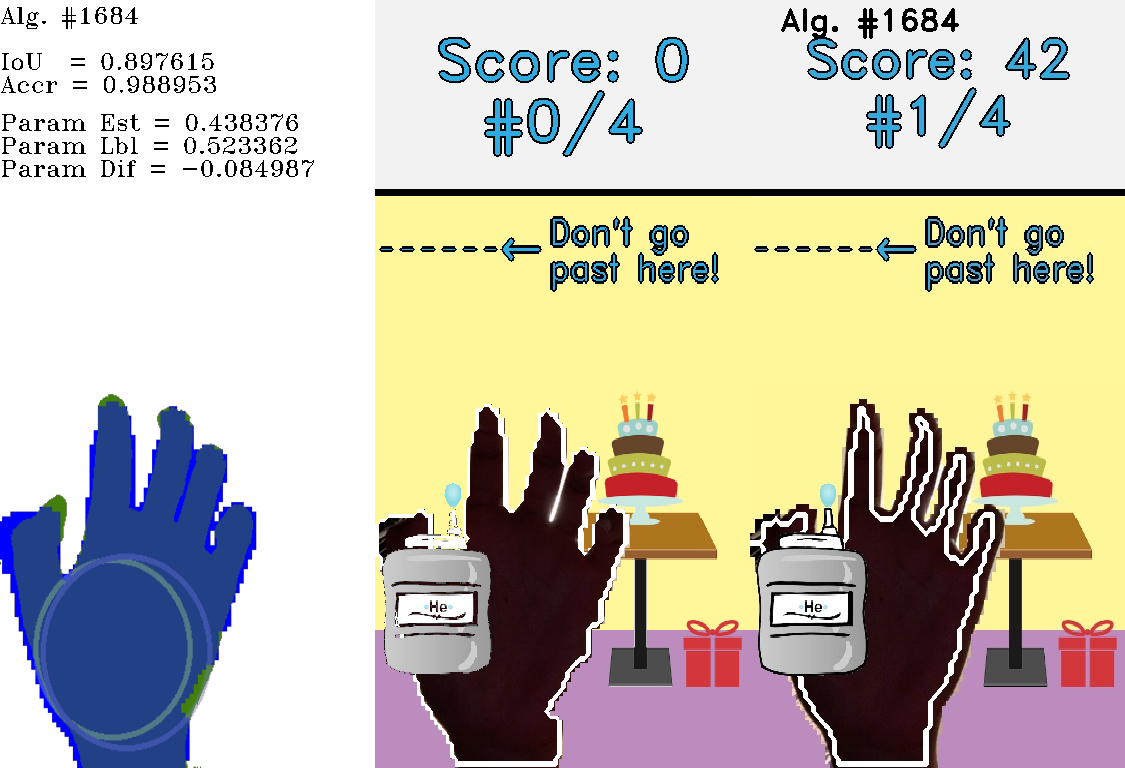 Alg. #1684
IoU = 0.897615
Accr = 0.988953
Param Est = 0.438376
Param Lbl = 0.523362
Param Dif = −0.084987
Score: 0
#0/4
Don't go
past here!
He
Alg. #1684
Score: 42
#1/4
Don't go
past here!
He